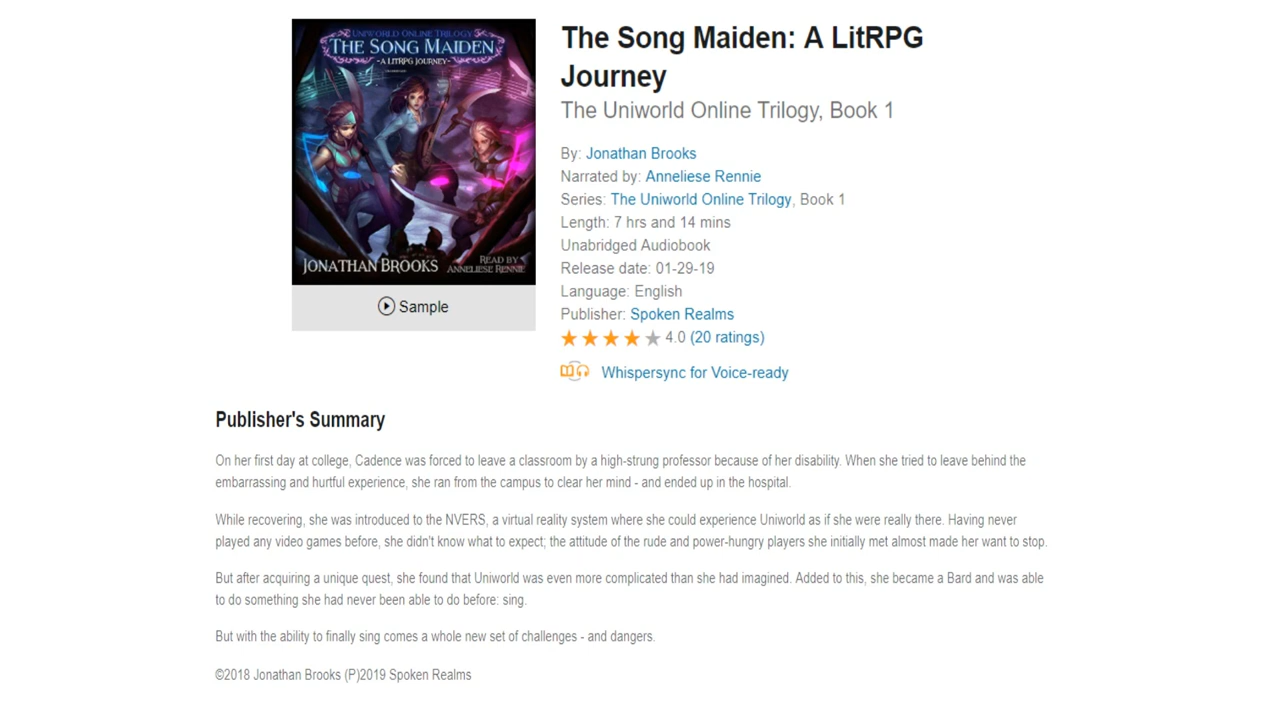 UNIWORLD ONLINE TRILOGY
THE SONG MAIDEN
-A LITRPG JOURNEY-
JONATHAN BROOKS
READ BY
ANNELIESE RENNIE
Sample
The Song Maiden: A LitRPG
Journey
The Uniworld Online Trilogy, Book 1
By: Jonathan Brooks
Narrated by: Anneliese Rennie
Series: The Uniworld Online Trilogy, Book 1
Length: 7 hrs and 14 mins
Unabridged Audiobook
Release date: 01-29-19
Language: English
Publisher: Spoken Realms
4.0 (20 ratings)
Whispersync for Voice-ready
Publisher's Summary
On her first day at college, Cadence was forced to leave a classroom by a high-strung professor because of her disability. When she tried to leave behind the
embarrassing and hurtful experience, she ran from the campus to clear her mind - and ended up in the hospital.
While recovering, she was introduced to the NVERS, a virtual reality system where she could experience Uniworld as if she were really there. Having never
played any video games before, she didn't know what to expect; the attitude of the rude and power-hungry players she initially met almost made her want to stop.
But after acquiring a unique quest, she found that Uniworld was even more complicated than she had imagined. Added to this, she became a Bard and was able
to do something she had never been able to do before: sing.
But with the ability to finally sing comes a whole new set of challenges - and dangers.
©2018 Jonathan Brooks (P)2019 Spoken Realms